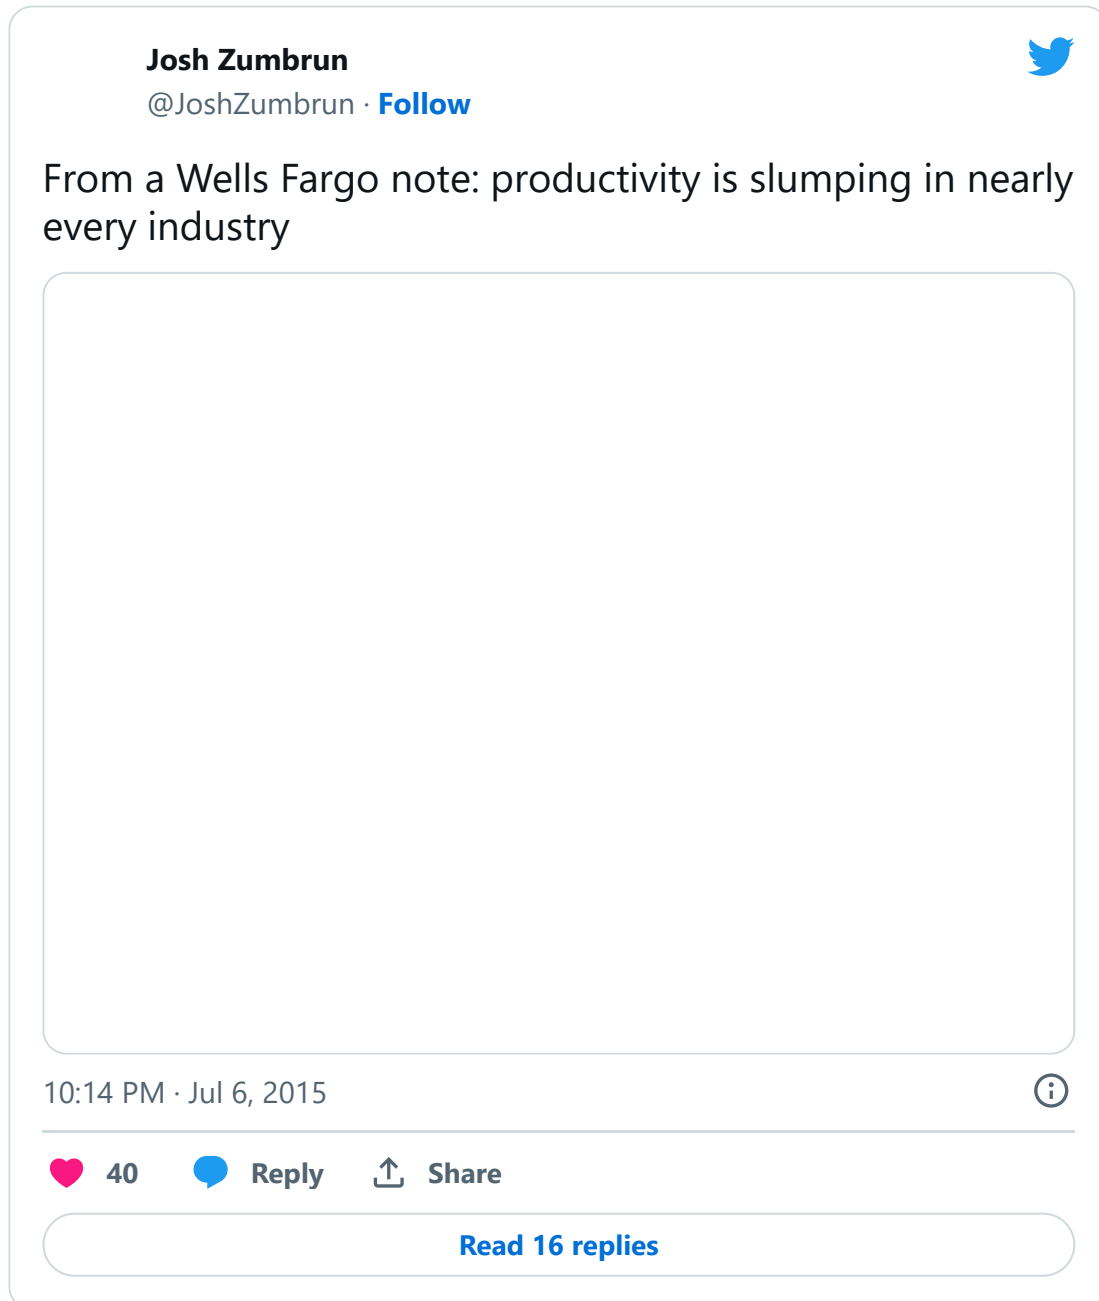 Josh Zumbrun
@JoshZumbrun · Follow
From a Wells Fargo note: productivity is slumping in nearly
every industry
10:14 PM · Jul 6, 2015
40 Reply Share
Read 16 replies